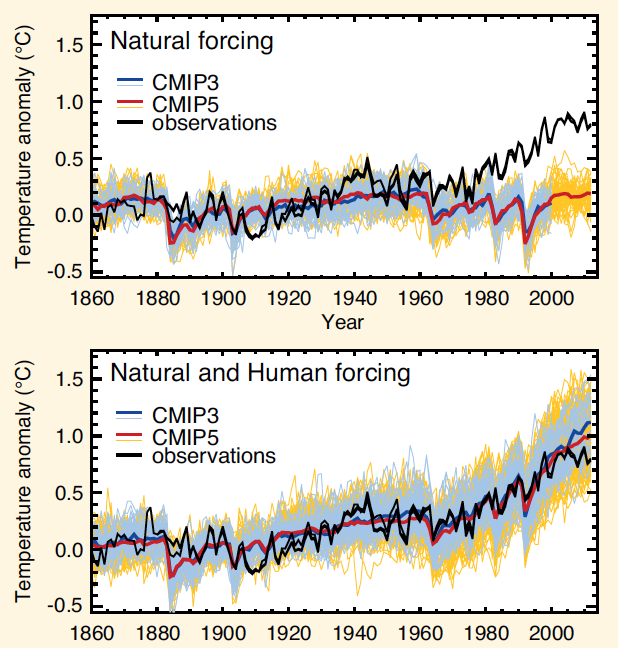 Natural forcing
CMIP3
CMIP5
observations
Temperature anomaly (°C)
1.5
1.0
0.5
0.0
-0.5
1860 1880 1900 1920 1940 1960 1980 2000
Year
Natural and Human forcing
CMIP3
CMIP5
observations
Temperature anomaly (°C)
1.5
1.0
0.5
0.0
-0.5
1860 1880 1900 1920 1940 1960 1980 2000